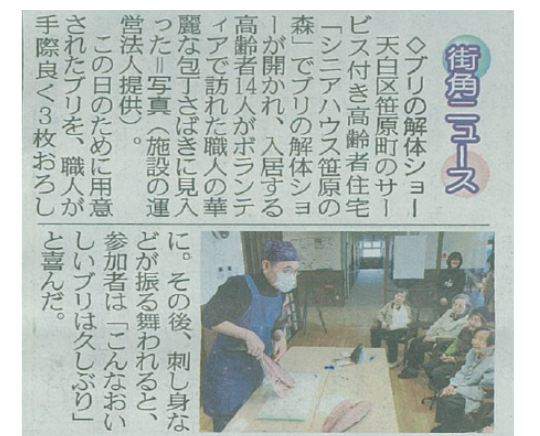 街角ニュース
◇ブリの解体ショー
天白区笹原町のサー
ビス付き高齢者住宅
「シニアハウス笹原の
森」でブリの解体ショ
ーが開かれ、入居する
高齢者14人がボランテ
ィアで訪れた職人の華
麗な包丁さばきに見入
った＝写真（施設の運
営法人提供）。
この日のために用意
されたブリを、職人が
手際良く３枚おろし
に。その後、刺し身な
どが振る舞われると、
参加者は「こんなおい
しいブリは久しぶり」
と喜んだ。